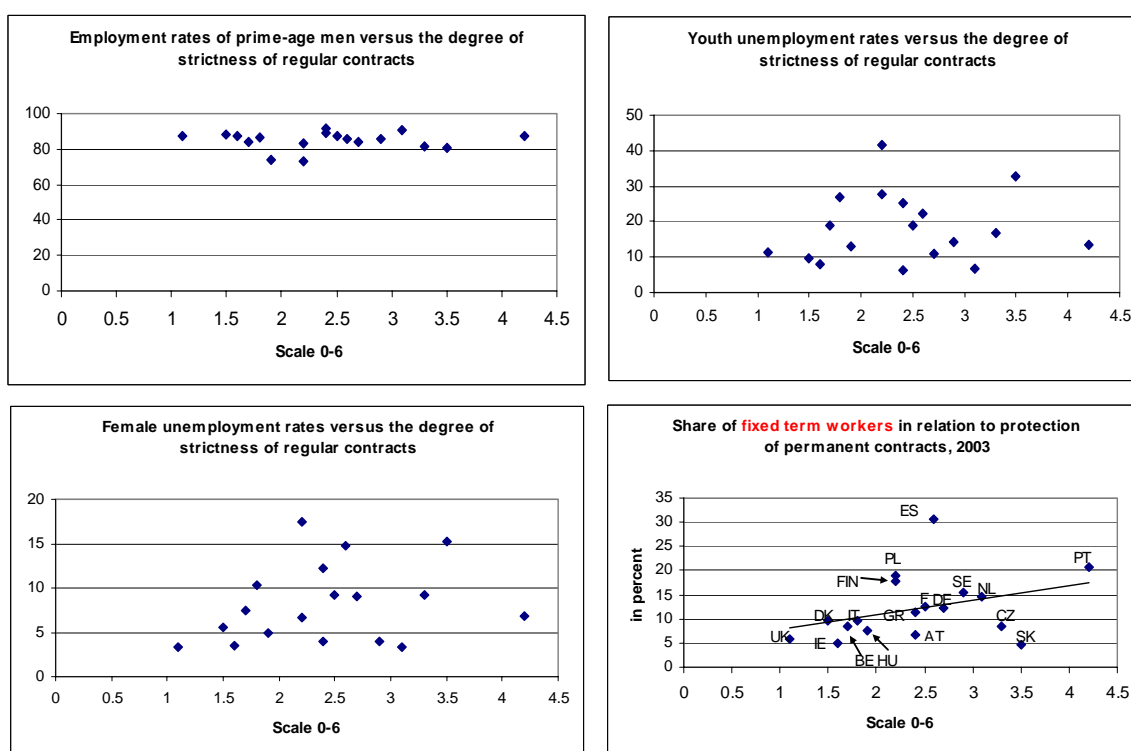 Employment rates of prime-age men versus the degree of
strictness of regular contracts
100
80
60
40
20
0
0 0.5 1 1.5 2 2.5 3 3.5 4 4.5
Scale 0-6
Youth unemployment rates versus the degree of
strictness of regular contracts
50
40
30
20
10
0
0 0.5 1 1.5 2 2.5 3 3.5 4 4.5
Scale 0-6
Female unemployment rates versus the degree of
strictness of regular contracts
20
15
10
5
0
0 0.5 1 1.5 2 2.5 3 3.5 4 4.5
Scale 0-6
Share of fixed term workers in relation to protection
of permanent contracts, 2003
in percent
35
30
25
20
15
10
5
0
ES
PL
PT
FIN
SE
NL
F
DE
DK
IT
GR
CZ
UK
IE
AT
SK
BE
HU
0 0.5 1 1.5 2 2.5 3 3.5 4 4.5
Scale 0-6